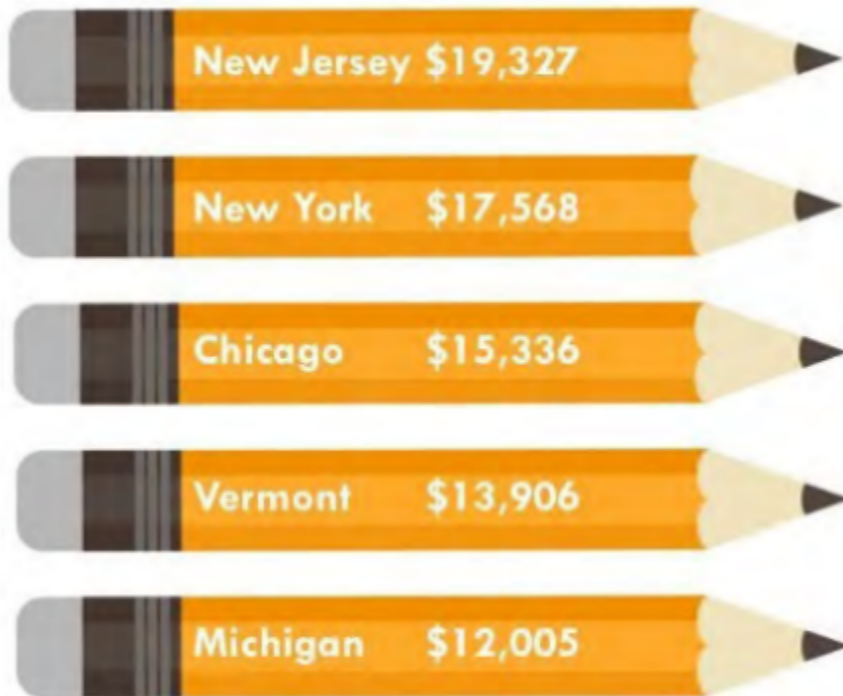 New Jersey $19,327
New York $17,568
Chicago $15,336
Vermont $13,906
Michigan $12,005